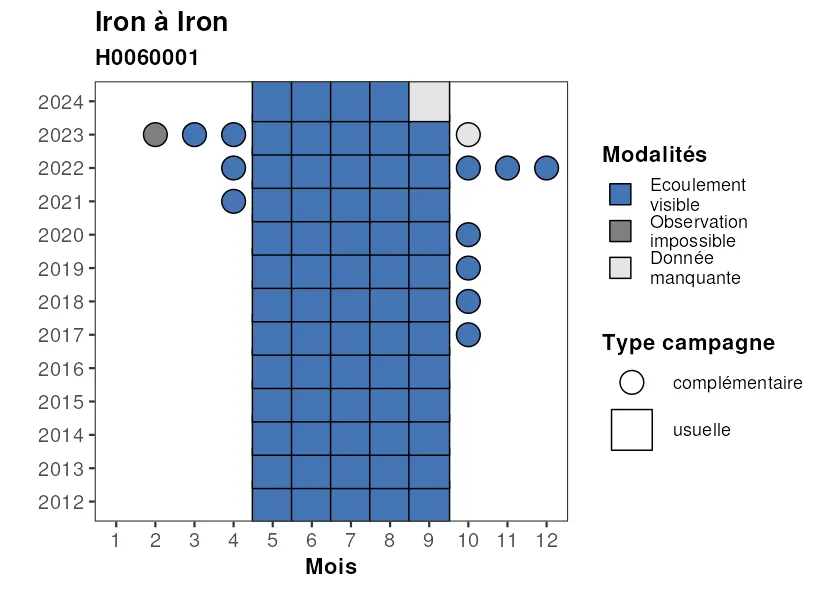 Iron à Iron
H0060001
2024
2023
2022
2021
2020
2019
2018
2017
2016
2015
2014
2013
2012
1 2 3 4 5 6 7 8 9 10 11 12
Mois
Modalités
Ecoulement
visible
Observation
impossible
Donnée
manquante
Type campagne
complémentaire
usuelle